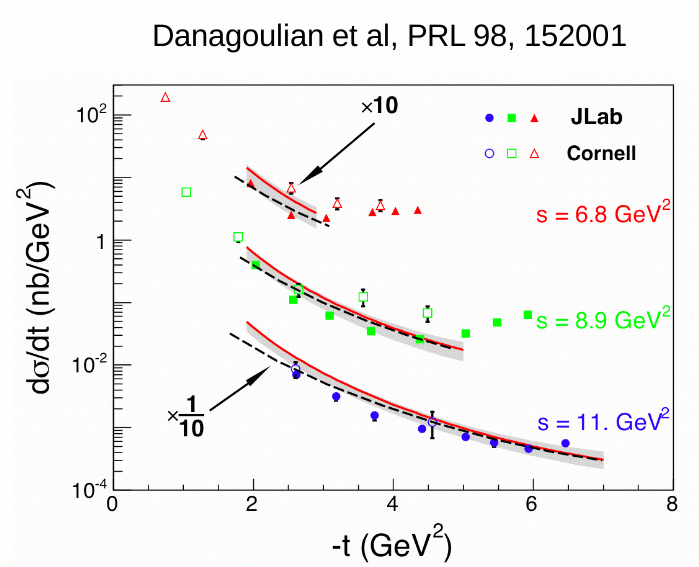 Danagoulian et al, PRL 98, 152001
dσ/dt (nb/GeV²)
10²
1
10⁻²
10⁻⁴
×10
JLab
Cornell
s = 6.8 GeV²
s = 8.9 GeV²
×1/10
s = 11. GeV²
0 2 4 6 8
-t (GeV²)